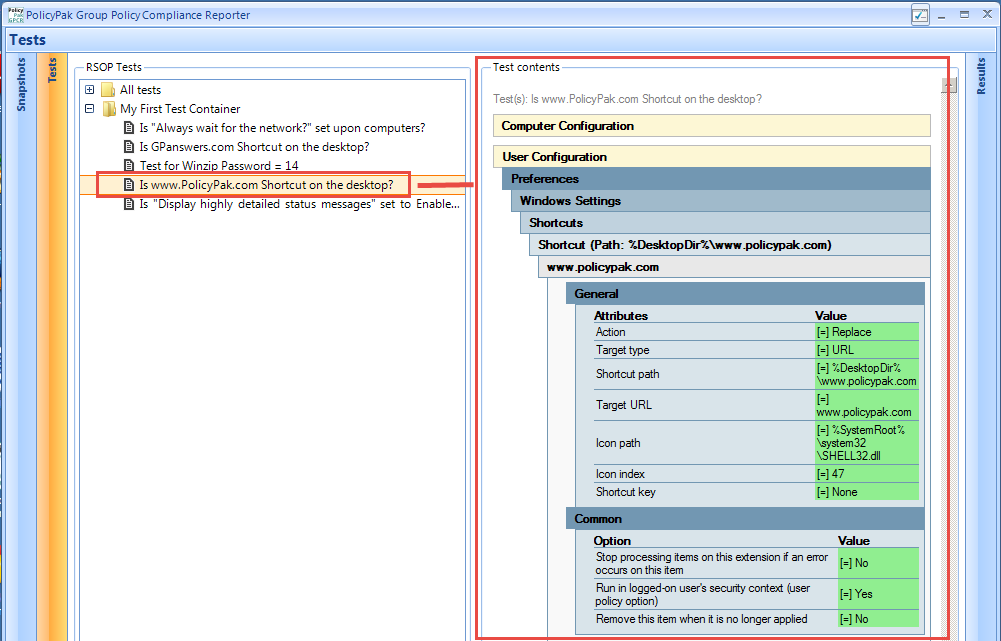 Policy
Pak
GPCR
PolicyPak Group Policy Compliance Reporter
Tests
Snapshots
Tests
RSOP Tests
All tests
My First Test Container
Is "Always wait for the network?" set upon computers?
Is GPanswers.com Shortcut on the desktop?
Test for Winzip Password = 14
Is www.PolicyPak.com Shortcut on the desktop?
Is "Display highly detailed status messages" set to Enable...
Test contents
Test(s): Is www.PolicyPak.com Shortcut on the desktop?
Computer Configuration
User Configuration
Preferences
Windows Settings
Shortcuts
Shortcut (Path: %DesktopDir%\www.policypak.com)
www.policypak.com
General
Attributes Value
Action [=] Replace
Target type [=] URL
Shortcut path [=] %DesktopDir%
\www.policypak.com
Target URL [=]
www.policypak.com
Icon path [=] %SystemRoot%
\system32
\SHELL32.dll
Icon index [=] 47
Shortcut key [=] None
Common
Option Value
Stop processing items on this extension if an error
occurs on this item [=] No
Run in logged-on user's security context (user
policy option) [=] Yes
Remove this item when it is no longer applied [=] No
Results